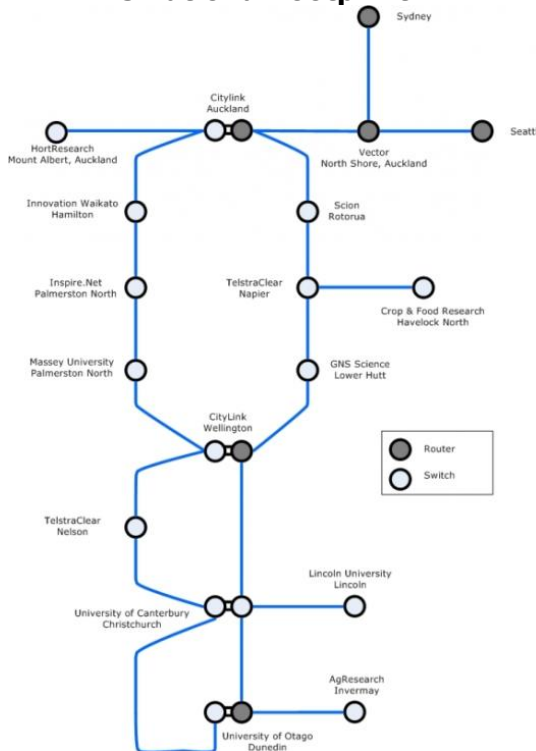 Sydney
Citylink
Auckland
HortResearch
Mount Albert, Auckland
Vector
North Shore, Auckland
Seatt
Innovation Waikato
Hamilton
Scion
Rotorua
Inspire.Net
Palmerston North
TelstraClear
Napier
Crop & Food Research
Havelock North
Massey University
Palmerston North
GNS Science
Lower Hutt
CityLink
Wellington
Router
Switch
TelstraClear
Nelson
Lincoln University
Lincoln
University of Canterbury
Christchurch
AgResearch
Invermay
University of Otago
Dunedin